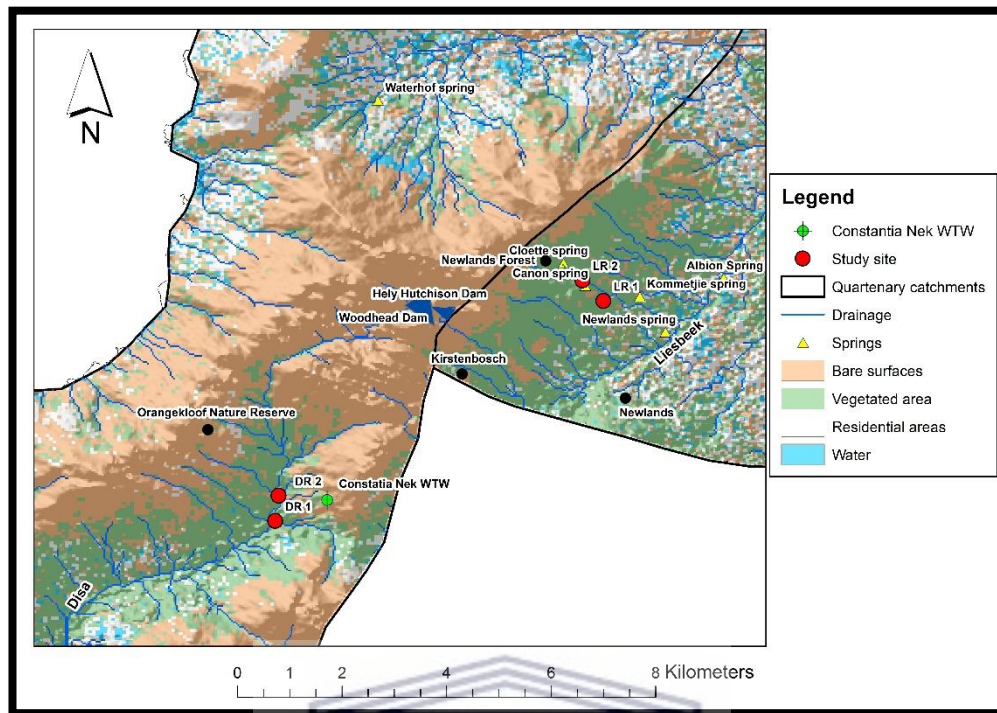 N
Waterhof spring
Cloette spring
Newlands Forest
Canon spring
LR 2
LR 1
Albion Spring
Kommetjie spring
Hely Hutchison Dam
Woodhead Dam
Newlands spring
Liesbeek
Kirstenbosch
Newlands
Orangekloof Nature Reserve
DR 2
Constatia Nek WTW
DR 1
Disa
Legend
Constantia Nek WTW
Study site
Quartenary catchments
Drainage
Springs
Bare surfaces
Vegetated area
Residential areas
Water
0 1 2 4 6 8 Kilometers